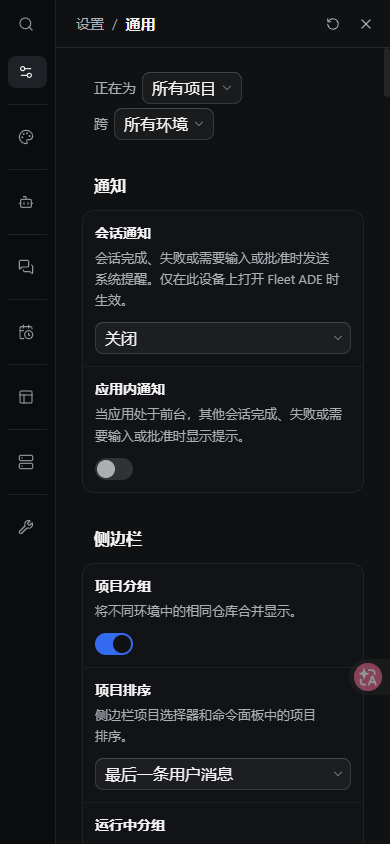 设置 / 通用
正在为 所有项目
跨 所有环境
通知
会话通知
会话完成、失败或需要输入或批准时发送
系统提醒。仅在此设备上打开 Fleet ADE 时
生效。
关闭
应用内通知
当应用处于前台，其他会话完成、失败或需
要输入或批准时显示提示。
侧边栏
项目分组
将不同环境中的相同仓库合并显示。
项目排序
侧边栏项目选择器和命令面板中的项目
排序。
最后一条用户消息
运行中分组